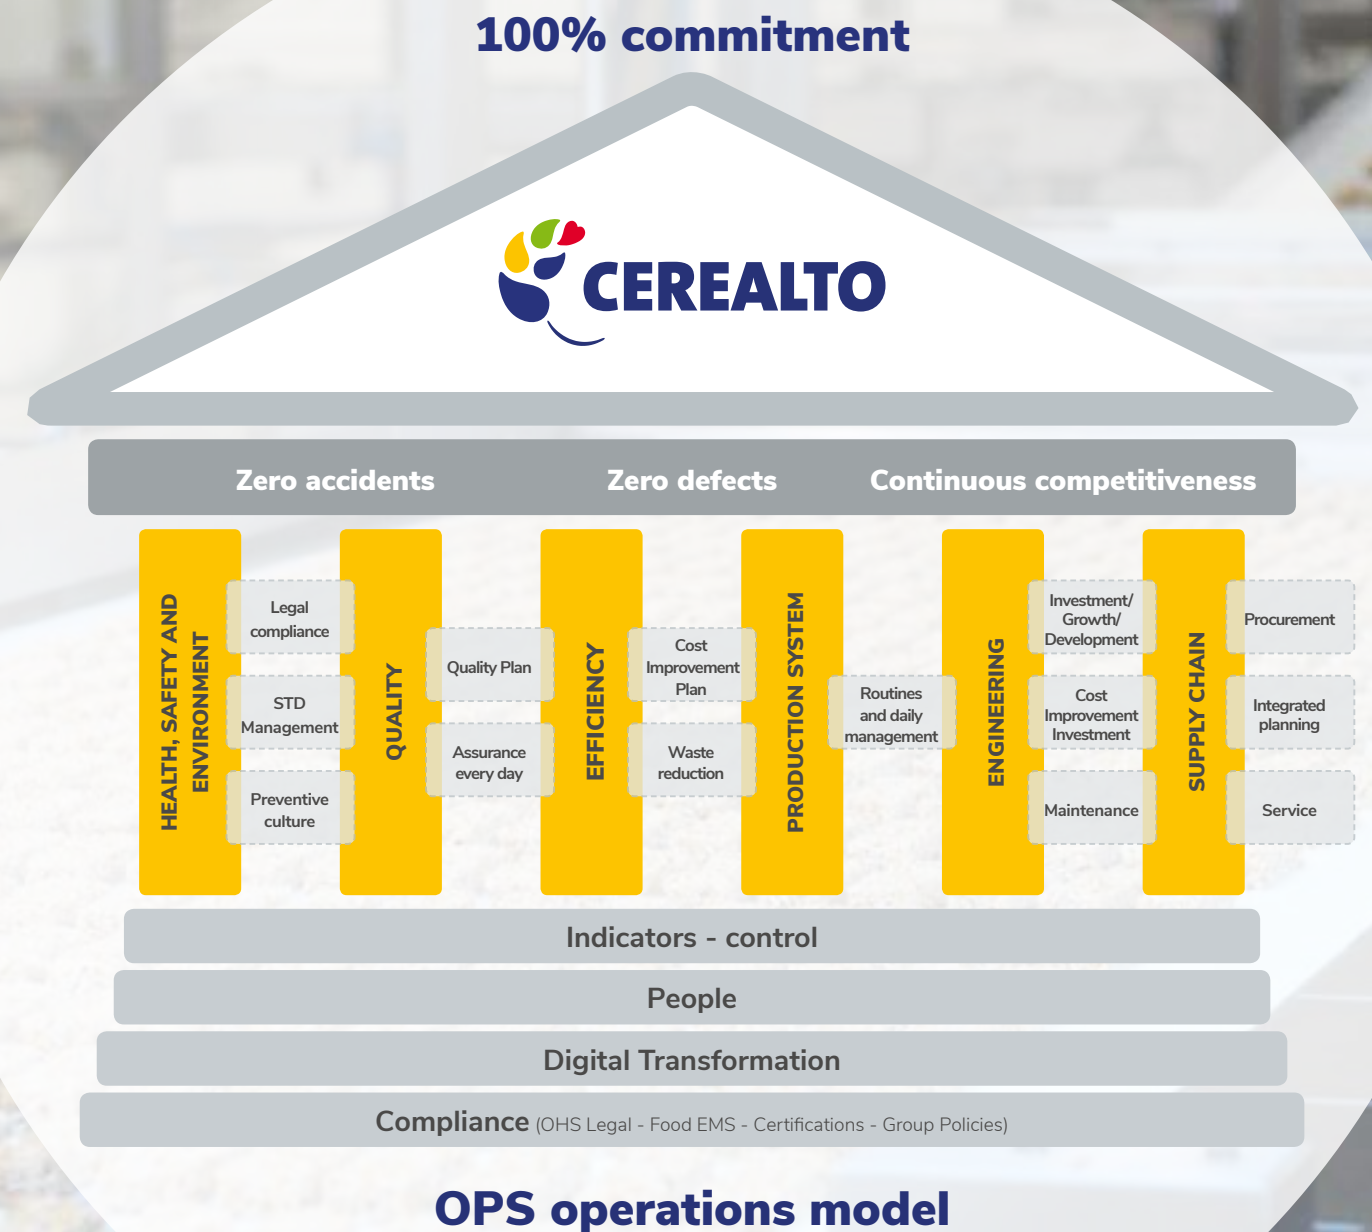 100% commitment
CEREALTO
Zero accidents
Zero defects
Continuous competitiveness
HEALTH, SAFETY AND
ENVIRONMENT
Legal
compliance
STD
Management
Preventive
culture
QUALITY
Quality Plan
Assurance
every day
EFFICIENCY
Cost
Improvement
Plan
Waste
reduction
PRODUCTION SYSTEM
Routines
and daily
management
ENGINEERING
Investment/
Growth/
Development
Cost
Improvement
Investment
Maintenance
SUPPLY CHAIN
Procurement
Integrated
planning
Service
Indicators - control
People
Digital Transformation
Compliance (OHS Legal - Food EMS - Certifications - Group Policies)
OPS operations model